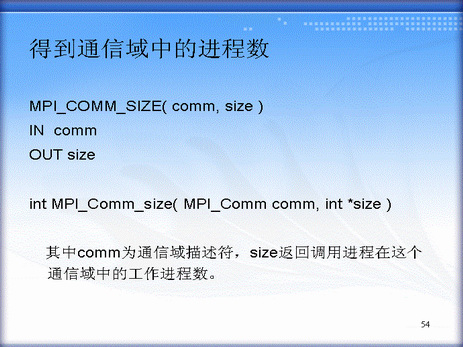 得到通信域中的进程数
MPI_COMM_SIZE( comm, size )
IN  comm
OUT size
int MPI_Comm_size( MPI_Comm comm, int *size )
其中comm为通信域描述符，size返回调用进程在这个
通信域中的工作进程数。
54